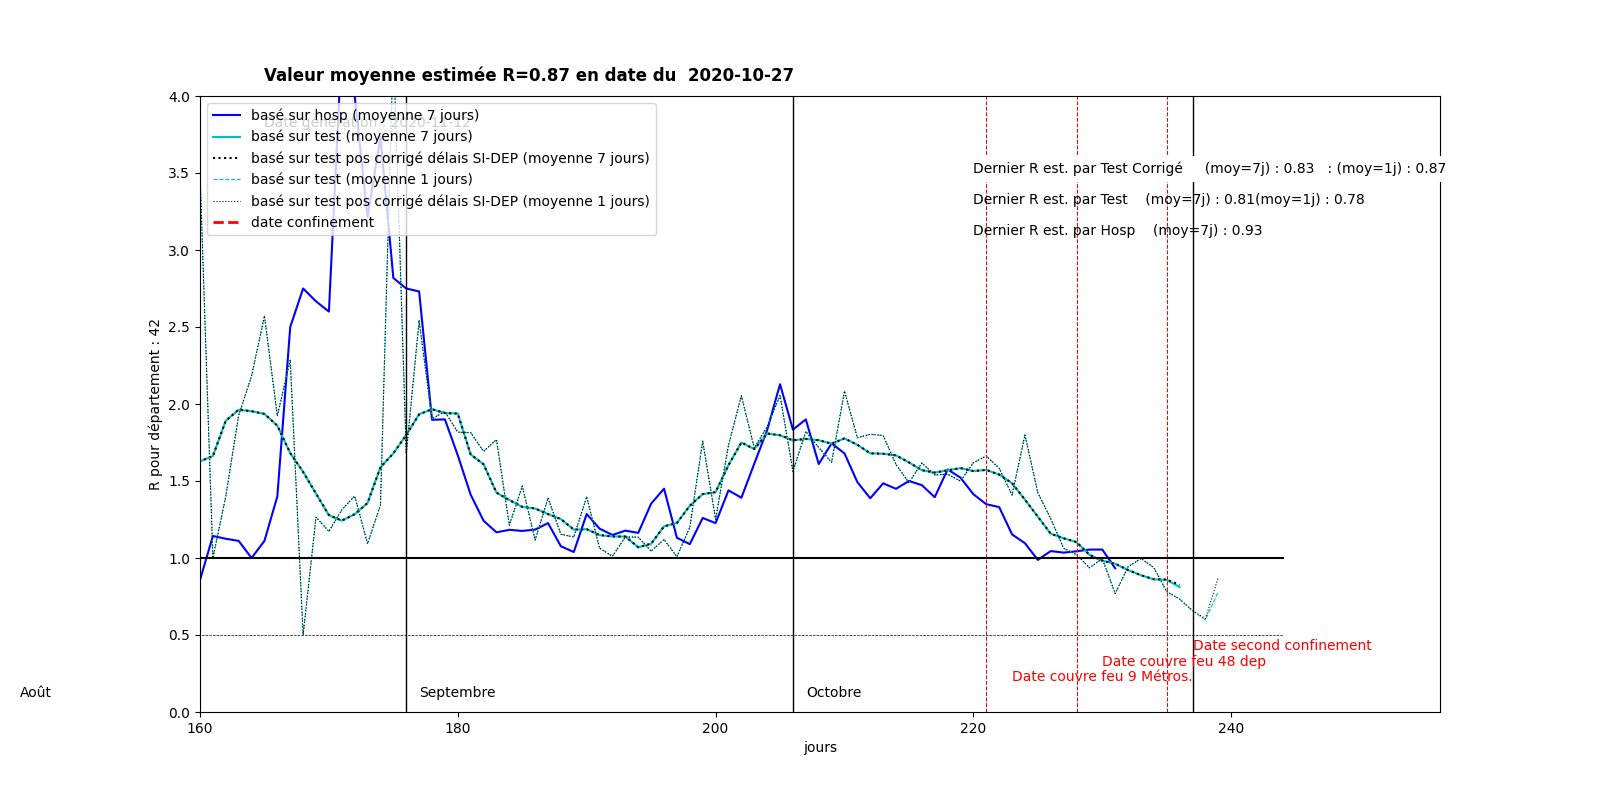 Valeur moyenne estimée R=0.87 en date du  2020-10-27
Date génération : 2020-11-12
basé sur hosp (moyenne 7 jours)
basé sur test (moyenne 7 jours)
basé sur test pos corrigé délais SI-DEP (moyenne 7 jours)
basé sur test (moyenne 1 jours)
basé sur test pos corrigé délais SI-DEP (moyenne 1 jours)
date confinement
Dernier R est. par Test Corrigé     (moy=7j) : 0.83   : (moy=1j) : 0.87
Dernier R est. par Test    (moy=7j) : 0.81(moy=1j) : 0.78
Dernier R est. par Hosp    (moy=7j) : 0.93
R pour département : 42
4.0
3.5
3.0
2.5
2.0
1.5
1.0
0.5
0.0
Date second confinement
Date couvre feu 48 dep
Date couvre feu 9 Métros.
Août
Septembre
Octobre
160
180
200
220
240
jours